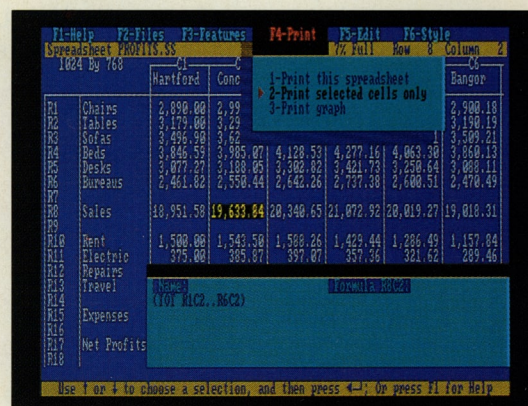 F1-Help F2-Files F3-Features F4-Print F5-Edit F6-Style
Spreadsheet PROFITS.SS 7% Full Row 8 Column 2
1024 By 768 C1 C C6
Hartford Conc Bangor
1-Print this spreadsheet
2-Print selected cells only
3-Print graph
R1 Chairs 2,890.00 2,99 2,900.18
R2 Tables 3,179.00 3,29 3,190.19
R3 Sofas 3,496.90 3,62 3,509.21
R4 Beds 3,846.59 3,985.07 4,128.53 4,277.16 4,063.30 3,860.13
R5 Desks 3,077.27 3,188.05 3,302.82 3,421.73 3,250.64 3,088.11
R6 Bureaus 2,461.82 2,550.44 2,642.26 2,737.38 2,600.51 2,470.49
R7
R8 Sales 18,951.58 19,633.84 20,340.65 21,072.92 20,019.27 19,018.31
R9
R10 Rent 1,500.00 1,543.50 1,588.26 1,429.44 1,286.49 1,157.84
R11 Electric 375.00 385.87 397.07 357.36 321.62 289.46
R12 Repairs
R13 Travel Name: Formula R8C2:
R14 (TOT R1C2..R6C2)
R15 Expenses
R16
R17 Net Profits
R18
Use ↑ or ↓ to choose a selection, and then press ↵; Or press F1 for Help